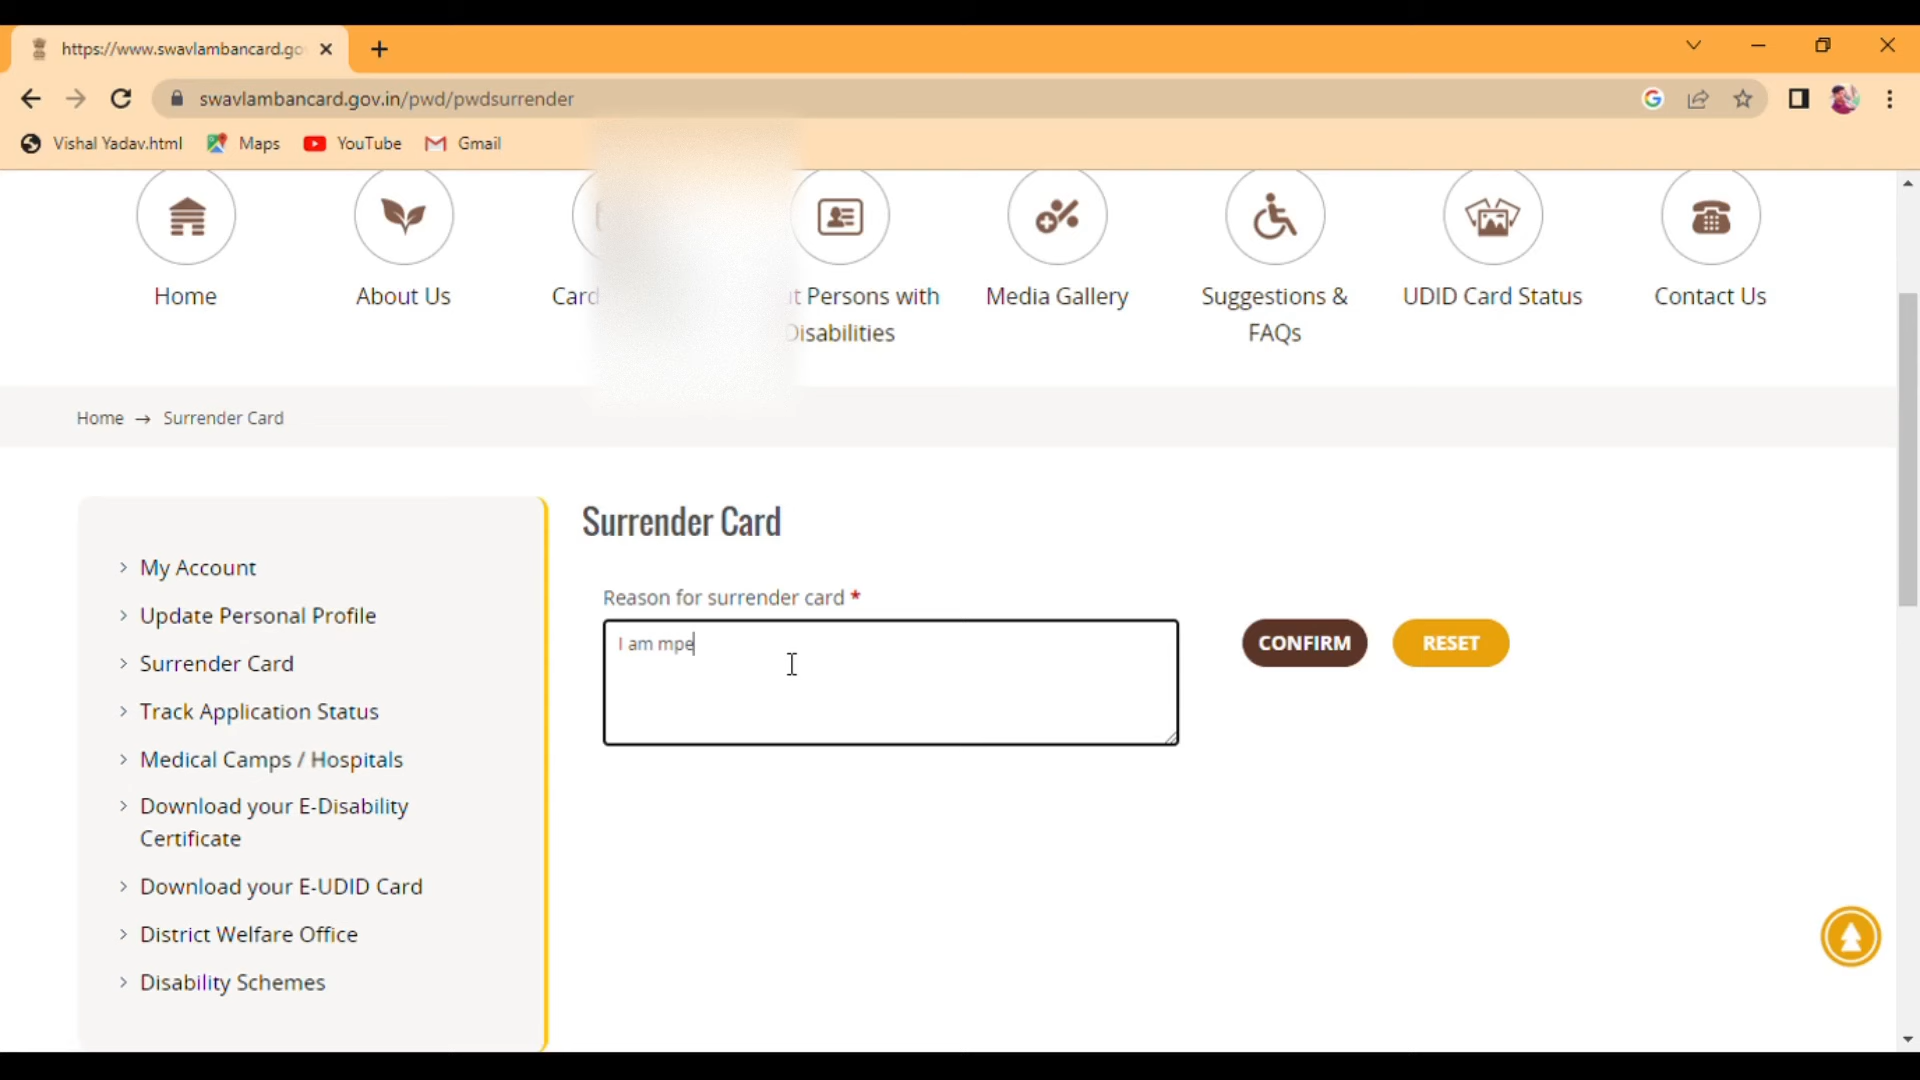 https://www.swavlambancard.go
swavlambancard.gov.in/pwd/pwdsurrender
Vishal Yadav.html
Maps
YouTube
Gmail
Home
About Us
Card
Persons with
Disabilities
Media Gallery
Suggestions &
FAQs
UDID Card Status
Contact Us
Home → Surrender Card
My Account
Update Personal Profile
Surrender Card
Track Application Status
Medical Camps / Hospitals
Download your E-Disability
Certificate
Download your E-UDID Card
District Welfare Office
Disability Schemes
Surrender Card
Reason for surrender card *
I am mpe
CONFIRM
RESET